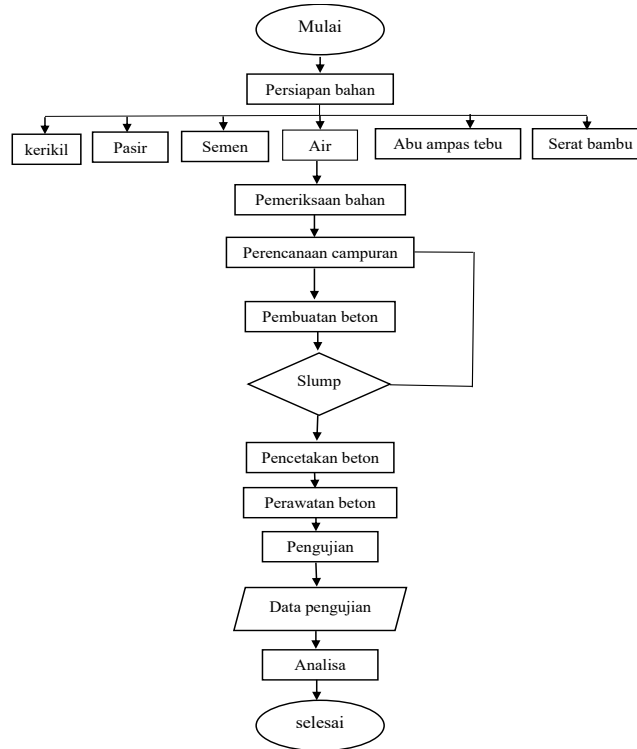 Mulai
Persiapan bahan
kerikil
Pasir
Semen
Air
Abu ampas tebu
Serat bambu
Pemeriksaan bahan
Perencanaan campuran
Pembuatan beton
Slump
Pencetakan beton
Perawatan beton
Pengujian
Data pengujian
Analisa
selesai